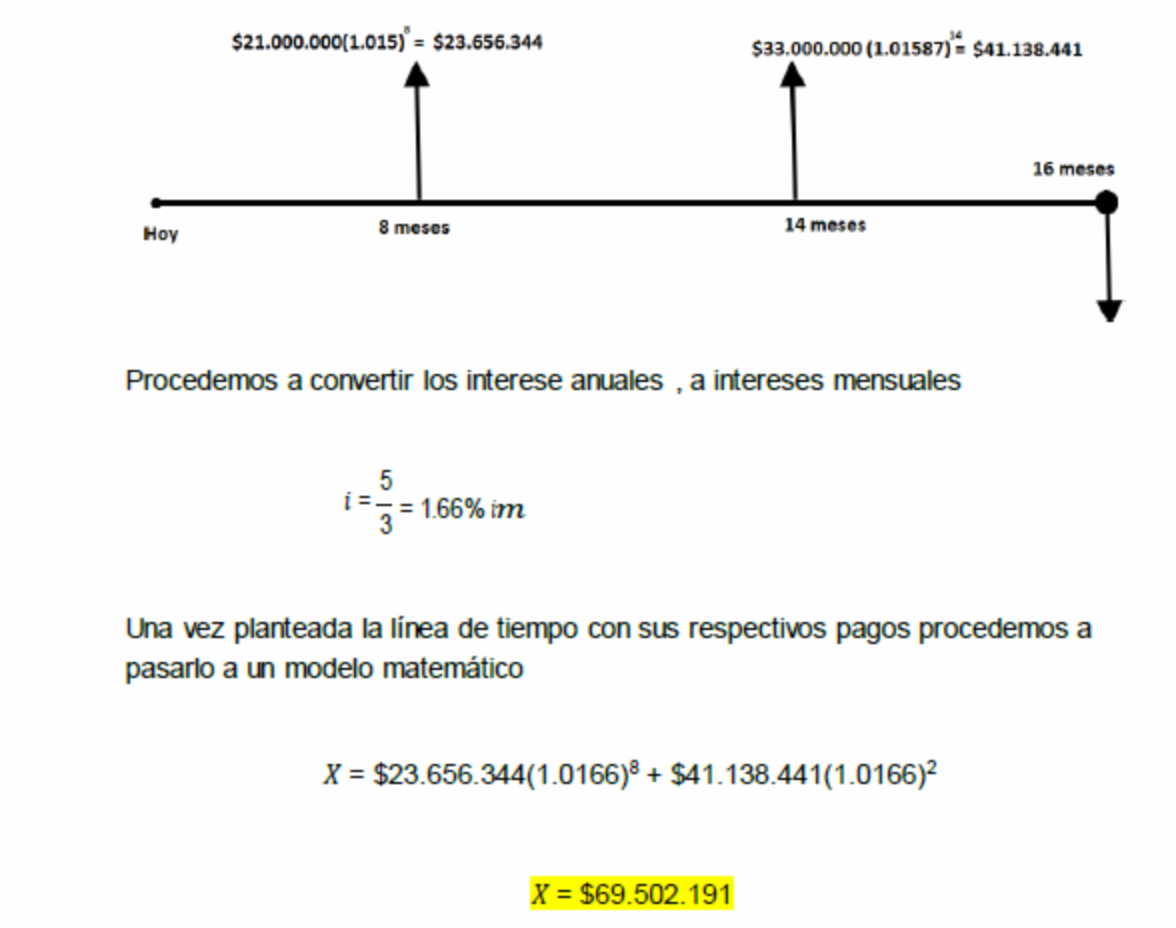 $21.000.000(1.015)⁸ = $23.656.344
$33.000.000 (1.01587)¹⁴= $41.138.441
16 meses
Hoy
8 meses
14 meses
Procedemos a convertir los interese anuales , a intereses mensuales
i = 5/3 = 1.66% im
Una vez planteada la línea de tiempo con sus respectivos pagos procedemos a
pasarlo a un modelo matemático
X = $23.656.344(1.0166)⁸ + $41.138.441(1.0166)²
X = $69.502.191